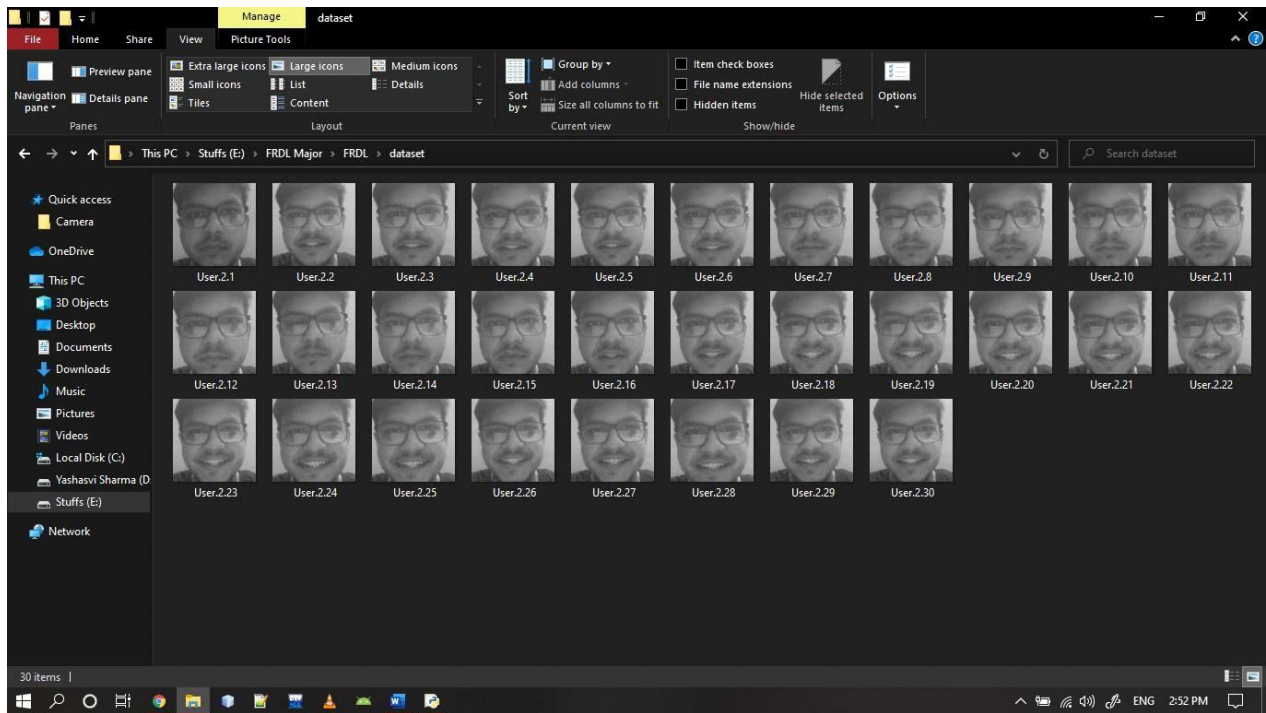 Manage dataset
File Home Share View Picture Tools
Navigation pane
Preview pane
Details pane
Panes
Extra large icons Large icons Medium icons
Small icons List Details
Tiles Content
Layout
Sort by
Group by
Add columns
Size all columns to fit
Current view
Item check boxes
File name extensions
Hidden items
Hide selected items
Show/hide
Options
This PC > Stuffs (E:) > FRDL Major > FRDL > dataset
Search dataset
Quick access
Camera
OneDrive
This PC
3D Objects
Desktop
Documents
Downloads
Music
Pictures
Videos
Local Disk (C:)
Yashasvi Sharma (D:
Stuffs (E:)
Network
User.2.1 User.2.2 User.2.3 User.2.4 User.2.5 User.2.6 User.2.7 User.2.8 User.2.9 User.2.10 User.2.11
User.2.12 User.2.13 User.2.14 User.2.15 User.2.16 User.2.17 User.2.18 User.2.19 User.2.20 User.2.21 User.2.22
User.2.23 User.2.24 User.2.25 User.2.26 User.2.27 User.2.28 User.2.29 User.2.30
30 items
ENG 2:52 PM